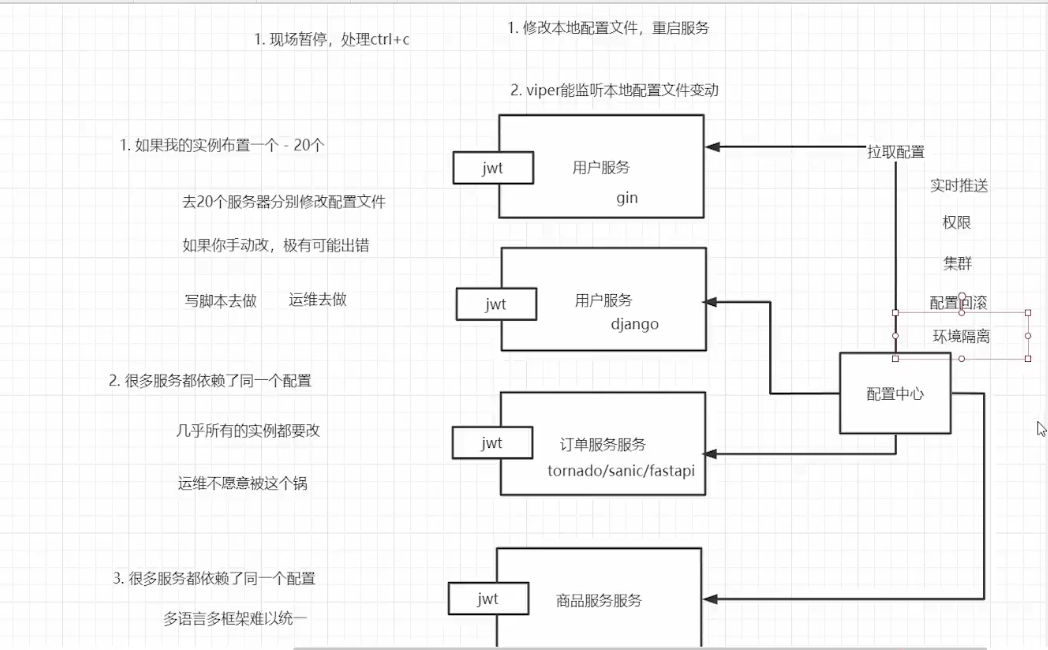 1. 现场暂停，处理ctrl+c
1. 修改本地配置文件，重启服务
2. viper能监听本地配置文件变动
1. 如果我的实例布置一个 - 20个
去20个服务器分别修改配置文件
如果你手动改，极有可能出错
写脚本去做
运维去做
2. 很多服务都依赖了同一个配置
几乎所有的实例都要改
运维不愿意被这个锅
3. 很多服务都依赖了同一个配置
多语言多框架难以统一
jwt
用户服务
gin
jwt
用户服务
django
jwt
订单服务服务
tornado/sanic/fastapi
jwt
商品服务服务
拉取配置
实时推送
权限
集群
配置回滚
环境隔离
配置中心